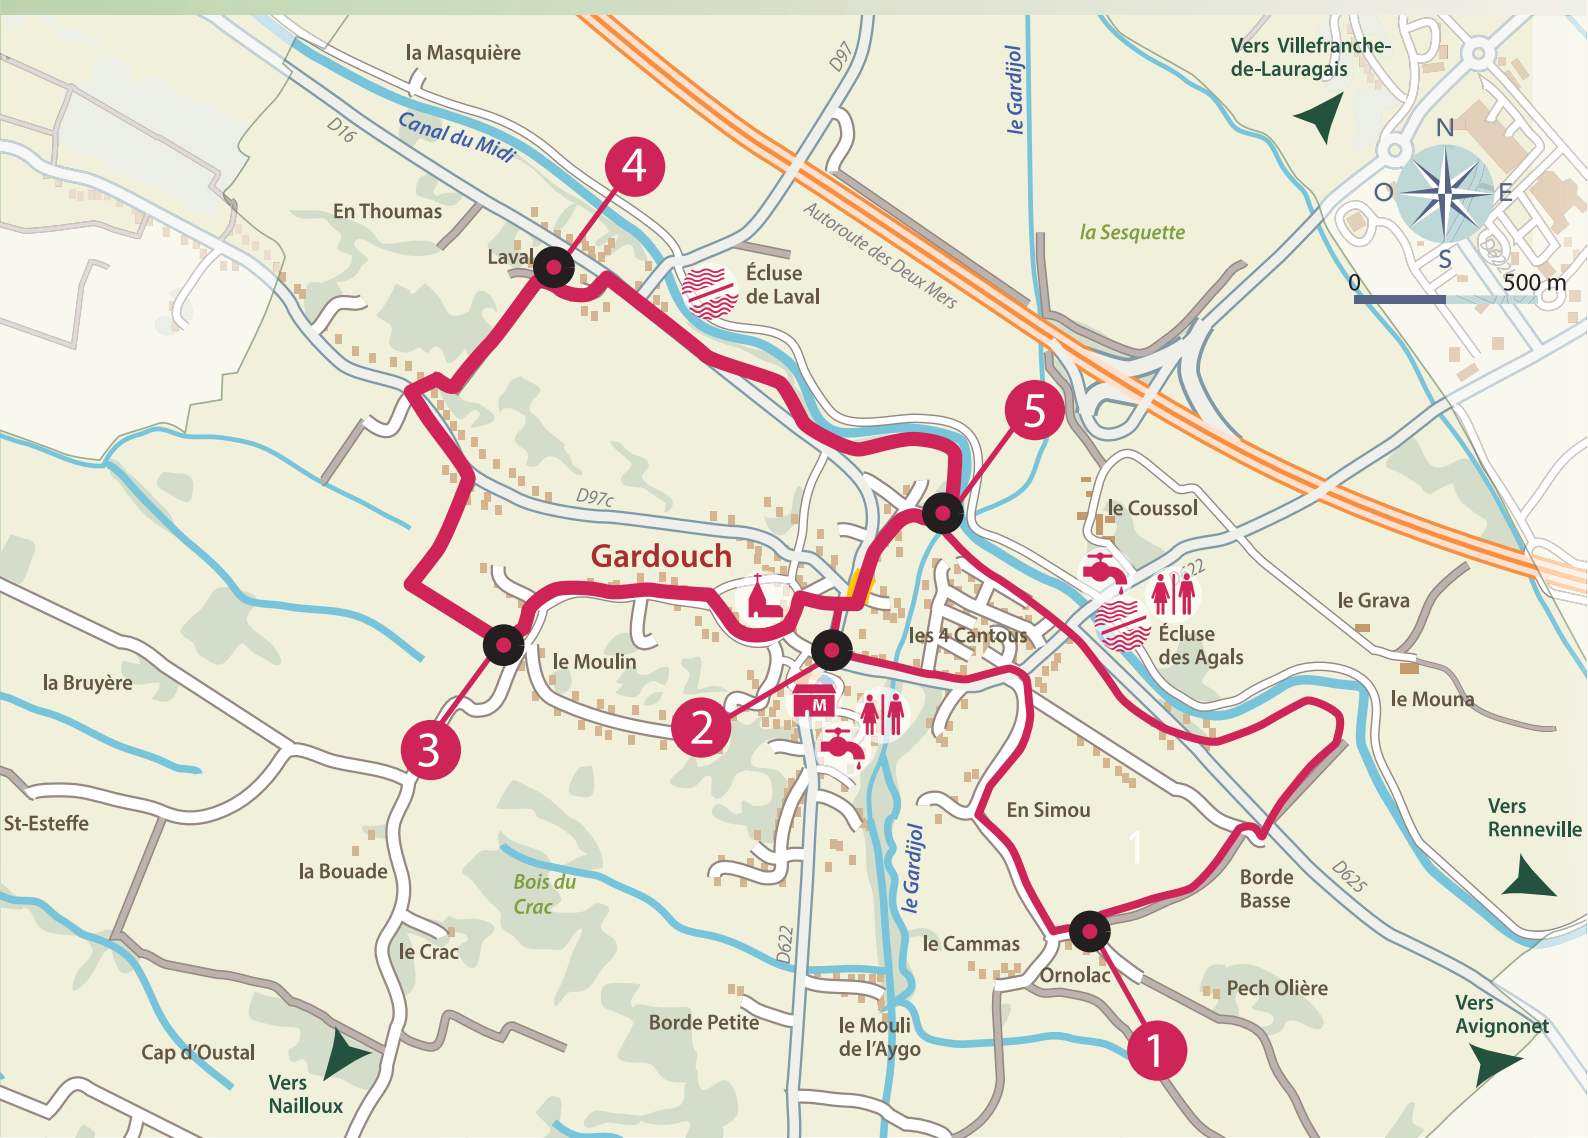 la Masquière
D97
le Gardijol
Vers Villefranche-
de-Lauragais
N
O
E
S
D622
0
500 m
D16
Canal du Midi
4
En Thoumas
Laval
Écluse
de Laval
Autoroute des Deux Mers
la Sesquette
5
D97c
Gardouch
le Coussol
D622
les 4 Cantous
Écluse
des Agals
le Grava
le Mouna
le Moulin
la Bruyère
3
2
M
St-Esteffe
la Bouade
Bois du
Crac
le Gardijol
En Simou
1
Borde
Basse
D625
Vers
Renneville
le Crac
D622
le Cammas
Ornolac
Pech Olière
Borde Petite
le Mouli
de l'Aygo
1
Vers
Avignonet
Cap d'Oustal
Vers
Nailloux